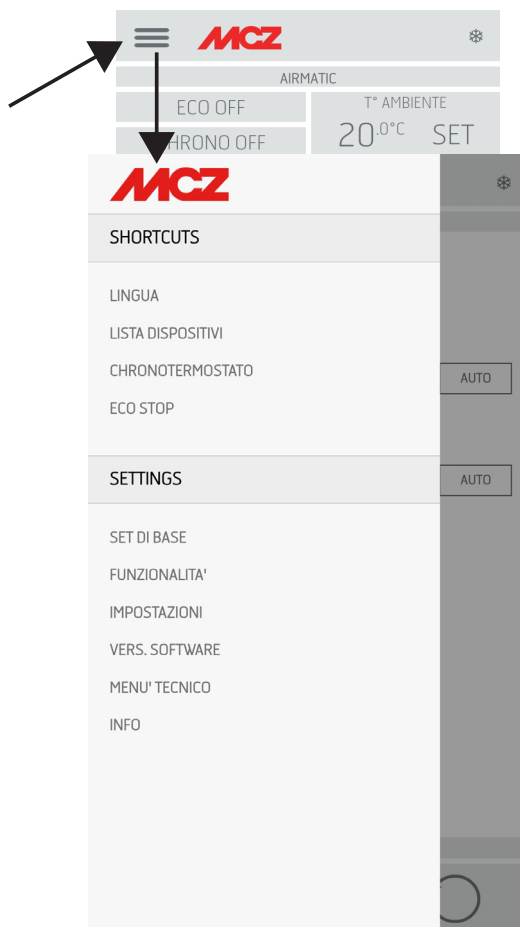 MCZ
AIRMATIC
ECO OFF
T° AMBIENTE
HRONO OFF
20.0°C SET
MCZ
SHORTCUTS
LINGUA
LISTA DISPOSITIVI
CHRONOTERMOSTATO
AUTO
ECO STOP
SETTINGS
AUTO
SET DI BASE
FUNZIONALITA'
IMPOSTAZIONI
VERS. SOFTWARE
MENU' TECNICO
INFO